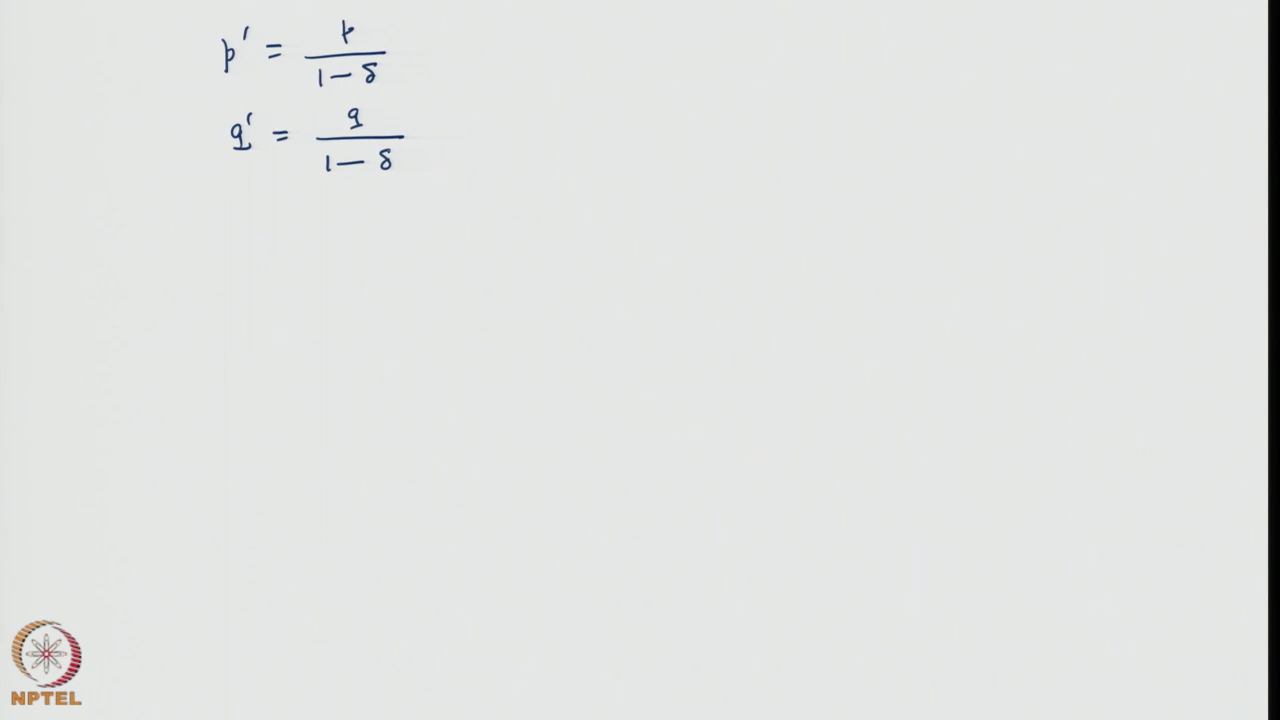 p' = p / 1 - δ
q' = q / 1 - δ
NPTEL